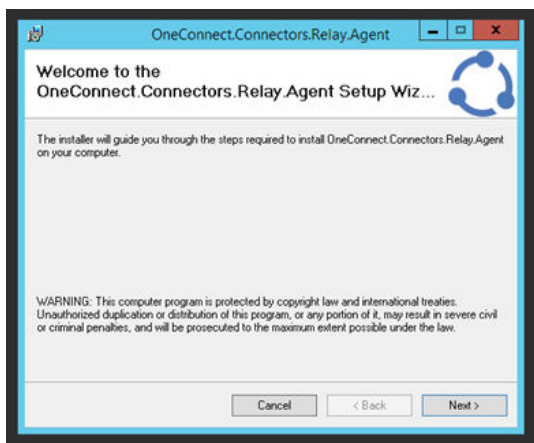 OneConnect.Connectors.Relay.Agent
Welcome to the
OneConnect.Connectors.Relay.Agent Setup Wiz...
The installer will guide you through the steps required to install OneConnect.Connectors.Relay.Agent
on your computer.
WARNING: This computer program is protected by copyright law and international treaties.
Unauthorized duplication or distribution of this program, or any portion of it, may result in severe civil
or criminal penalties, and will be prosecuted to the maximum extent possible under the law.
Cancel < Back Next >